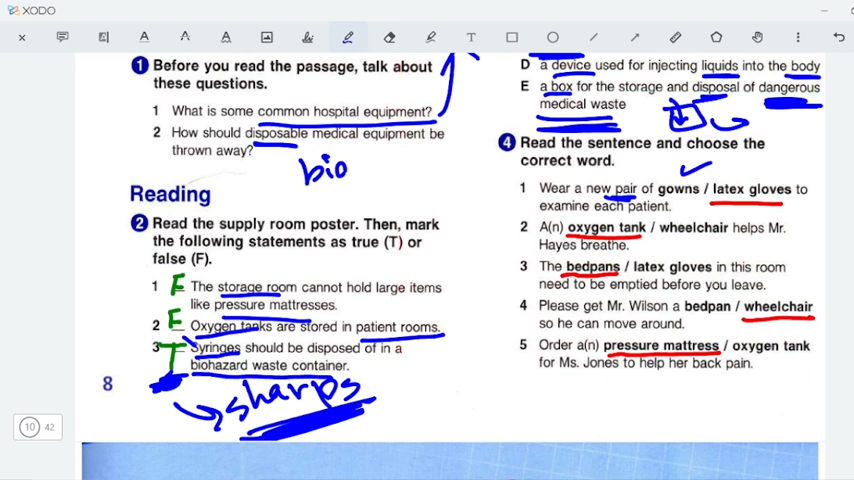 XODO
1 Before you read the passage, talk about
these questions.
1 What is some common hospital equipment?
2 How should disposable medical equipment be
thrown away?
bio
Reading
2 Read the supply room poster. Then, mark
the following statements as true (T) or
false (F).
1 F The storage room cannot hold large items
like pressure mattresses.
2 F Oxygen tanks are stored in patient rooms.
3 T Syringes should be disposed of in a
biohazard waste container.
sharps
8
D a device used for injecting liquids into the body
E a box for the storage and disposal of dangerous
medical waste
4 Read the sentence and choose the
correct word.
1 Wear a new pair of gowns / latex gloves to
examine each patient.
2 A(n) oxygen tank / wheelchair helps Mr.
Hayes breathe.
3 The bedpans / latex gloves in this room
need to be emptied before you leave.
4 Please get Mr. Wilson a bedpan / wheelchair
so he can move around.
5 Order a(n) pressure mattress / oxygen tank
for Ms. Jones to help her back pain.
10 42